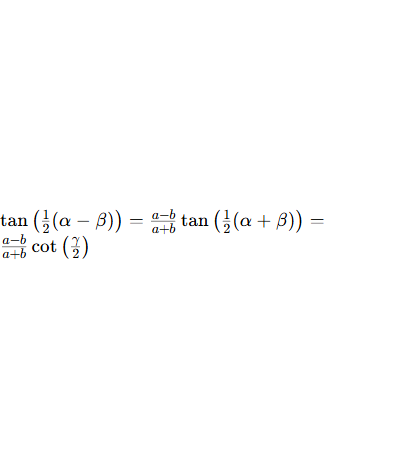 tan (½(α − β)) = a−b/a+b tan (½(α + β)) =
a−b/a+b cot (γ/2)